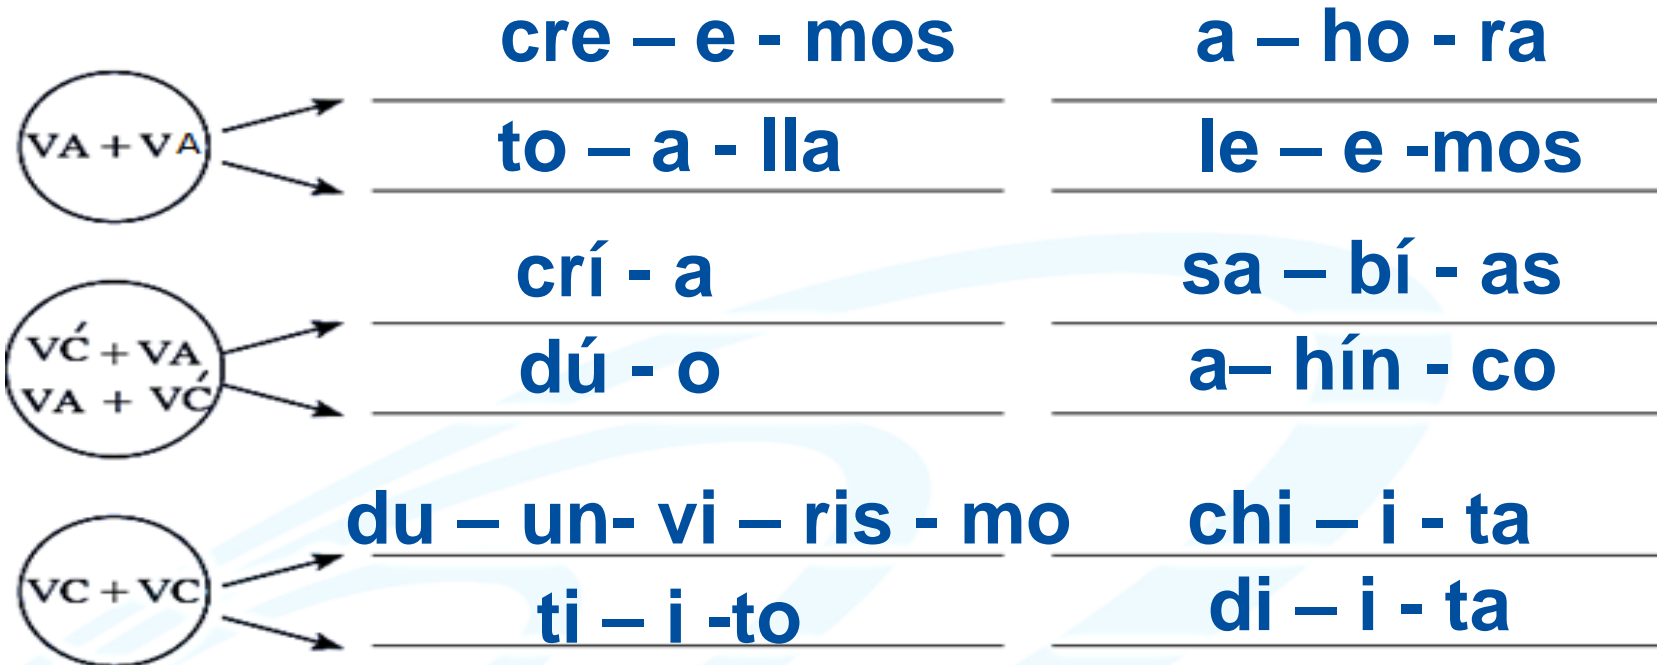 cre – e - mos a – ho - ra
VA + VA
to – a - lla le – e -mos
crí - a sa – bí - as
VĆ + VA
VA + VĆ
dú - o a– hín - co
du – un- vi – ris - mo chi – i - ta
VC + VC
ti – i -to di – i - ta